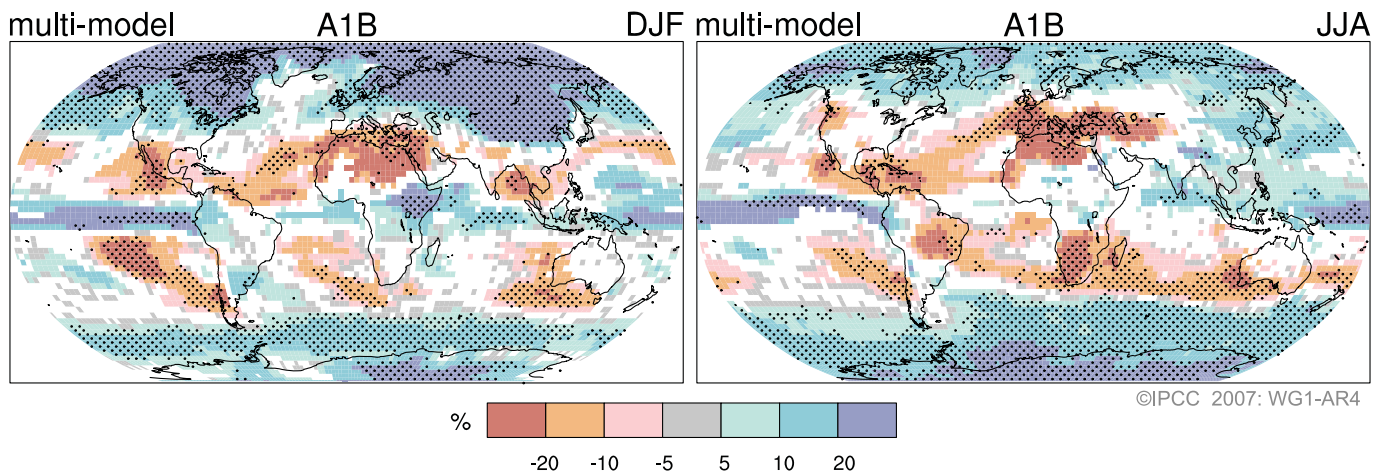 multi-model A1B DJF
multi-model A1B JJA
©IPCC 2007: WG1-AR4
%
-20 -10 -5 5 10 20